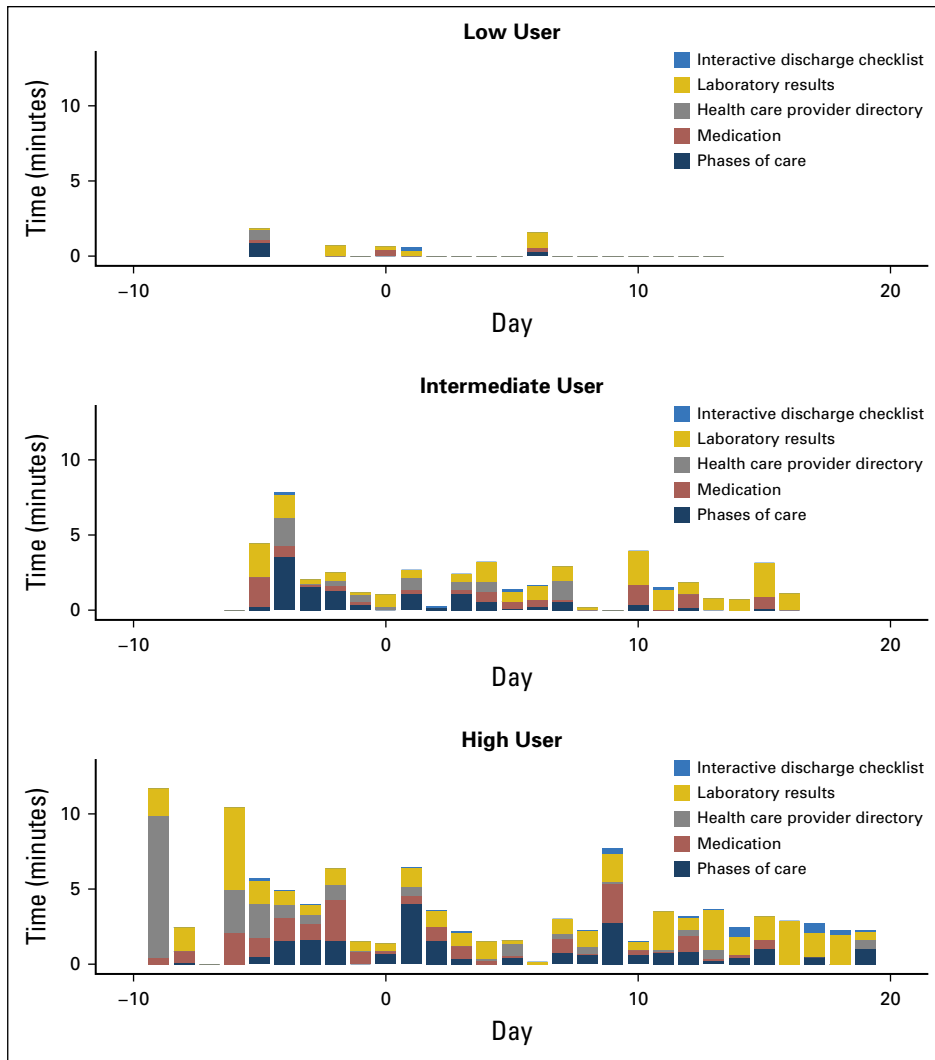 Low User
Interactive discharge checklist
Laboratory results
Health care provider directory
Medication
Phases of care
Time (minutes)
10
5
0
−10
0
10
20
Day
Intermediate User
Interactive discharge checklist
Laboratory results
Health care provider directory
Medication
Phases of care
Time (minutes)
10
5
0
−10
0
10
20
Day
High User
Interactive discharge checklist
Laboratory results
Health care provider directory
Medication
Phases of care
Time (minutes)
10
5
0
−10
0
10
20
Day